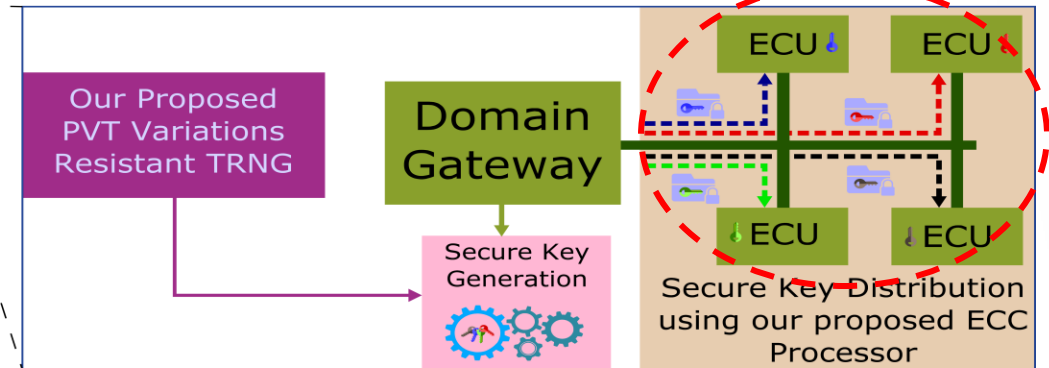 Our Proposed
PVT Variations
Resistant TRNG
Domain
Gateway
Secure Key
Generation
ECU
ECU
ECU
ECU
Secure Key Distribution
using our proposed ECC
Processor